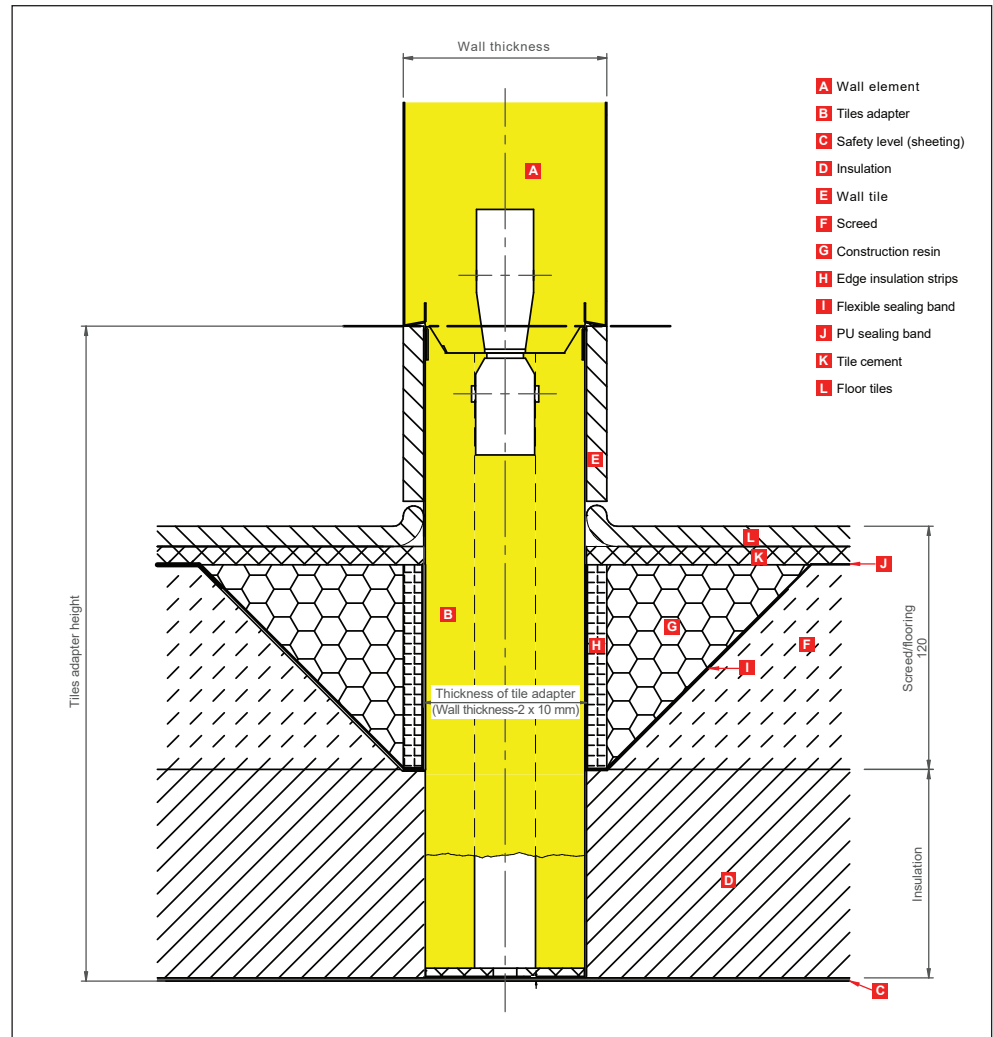 Wall thickness
A Wall element
B Tiles adapter
C Safety level (sheeting)
D Insulation
E Wall tile
F Screed
G Construction resin
H Edge insulation strips
I Flexible sealing band
J PU sealing band
K Tile cement
L Floor tiles
A
E
L
K
J
B
G
H
F
I
Thickness of tile adapter
(Wall thickness-2 x 10 mm)
Tiles adapter height
Screed/flooring
120
Insulation
D
C